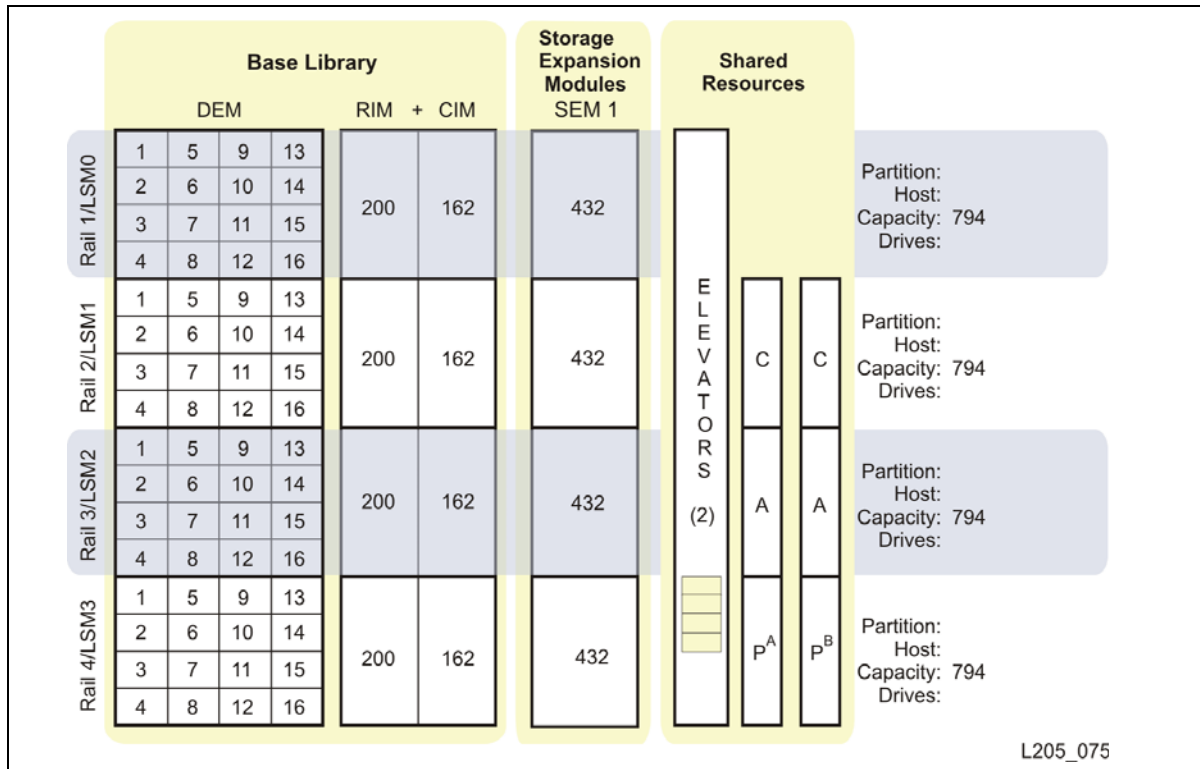 Base Library
Storage
Expansion
Modules
Shared
Resources
DEM
RIM + CIM
SEM 1
Rail 1/LSM0
1 5 9 13
2 6 10 14
3 7 11 15
4 8 12 16
200 162 432
Partition:
Host:
Capacity: 794
Drives:
Rail 2/LSM1
1 5 9 13
2 6 10 14
3 7 11 15
4 8 12 16
200 162 432
Partition:
Host:
Capacity: 794
Drives:
Rail 3/LSM2
1 5 9 13
2 6 10 14
3 7 11 15
4 8 12 16
200 162 432
Partition:
Host:
Capacity: 794
Drives:
Rail 4/LSM3
1 5 9 13
2 6 10 14
3 7 11 15
4 8 12 16
200 162 432
Partition:
Host:
Capacity: 794
Drives:
ELEVATORS
(2)
C C
A A
P^A P^B
L205_075